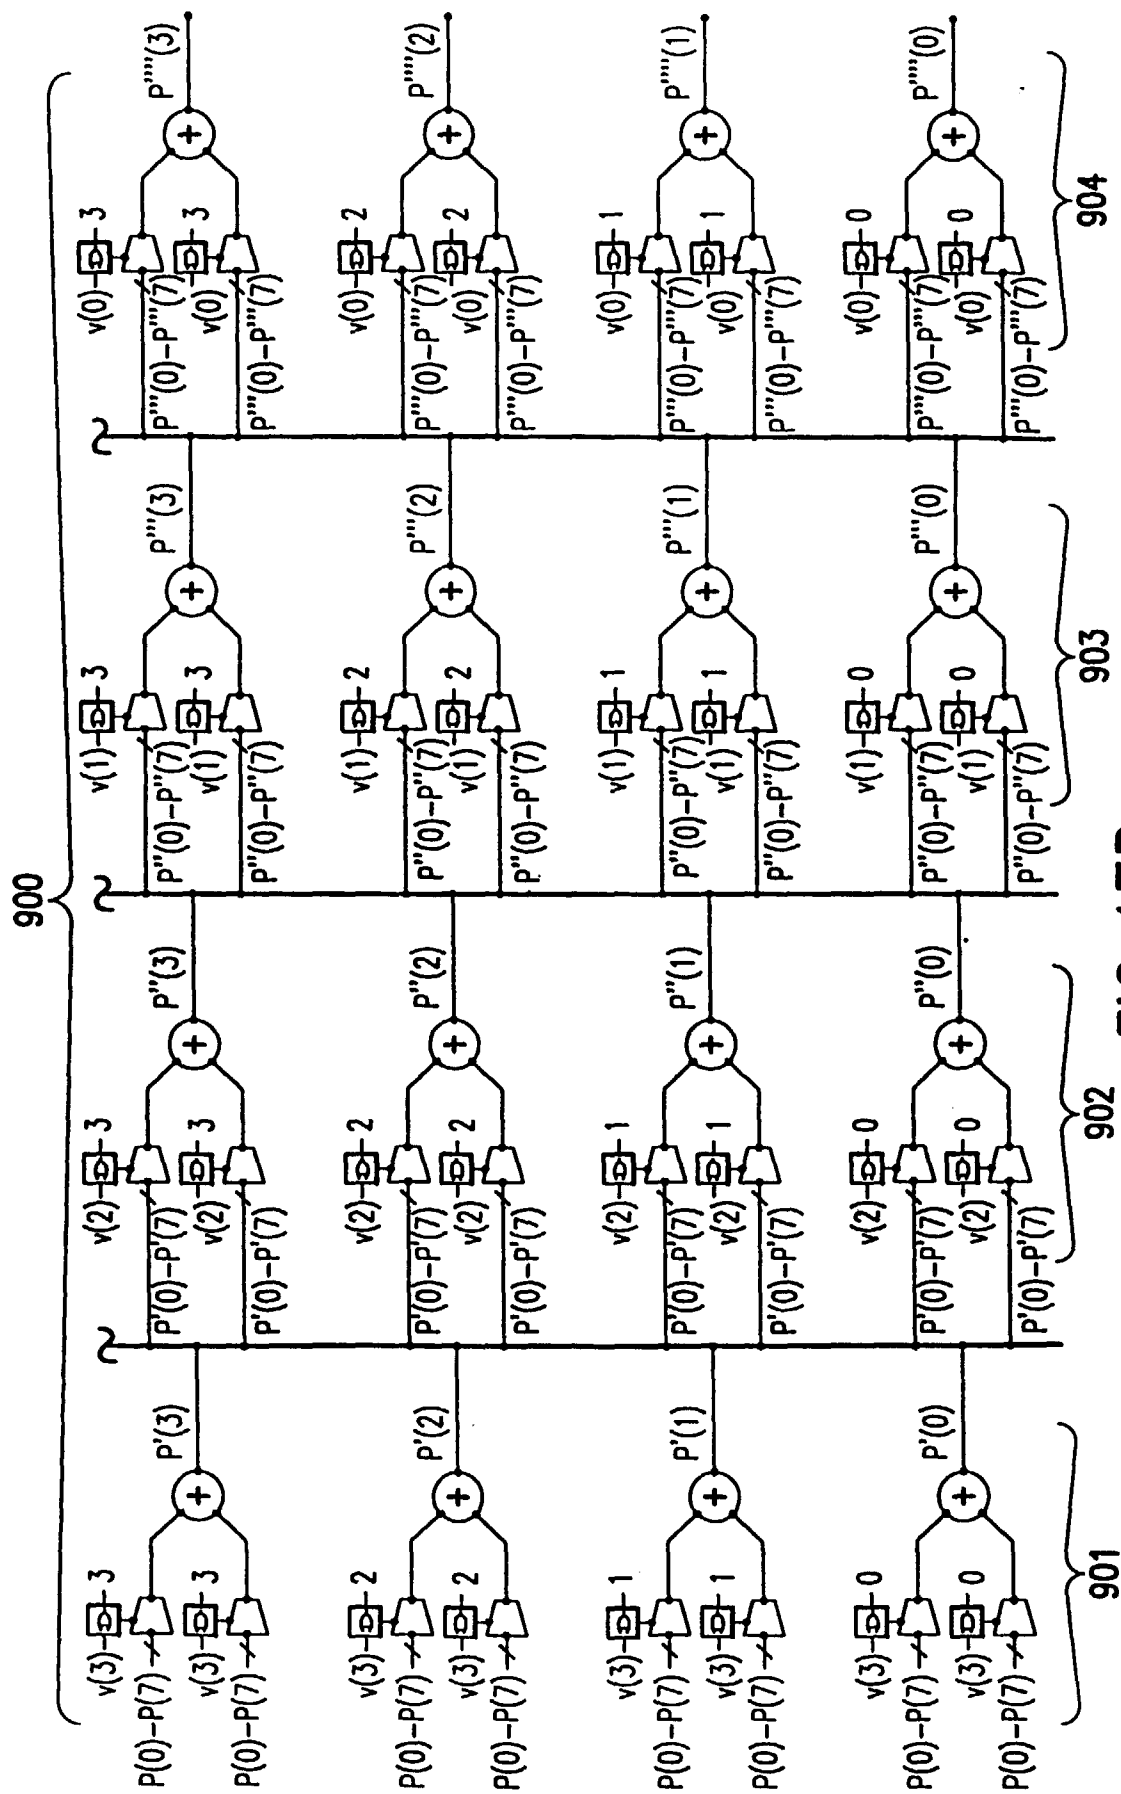 900
v(3) 3
P(0)–P(7)
v(3) 3
P(0)–P(7)
+
P'(3)
v(2) 3
P'(0)–P'(7)
v(2) 3
P'(0)–P'(7)
+
P''(3)
v(1) 3
P''(0)–P''(7)
v(1) 3
P''(0)–P''(7)
+
P'''(3)
v(0) 3
P'''(0)–P'''(7)
v(0) 3
P'''(0)–P'''(7)
+
P''''(3)
v(3) 2
P(0)–P(7)
v(3) 2
P(0)–P(7)
+
P'(2)
v(2) 2
P'(0)–P'(7)
v(2) 2
P'(0)–P'(7)
+
P''(2)
v(1) 2
P''(0)–P''(7)
v(1) 2
P''(0)–P''(7)
+
P'''(2)
v(0) 2
P'''(0)–P'''(7)
v(0) 2
P'''(0)–P'''(7)
+
P''''(2)
v(3) 1
P(0)–P(7)
v(3) 1
P(0)–P(7)
+
P'(1)
v(2) 1
P'(0)–P'(7)
v(2) 1
P'(0)–P'(7)
+
P''(1)
v(1) 1
P''(0)–P''(7)
v(1) 1
P''(0)–P''(7)
+
P'''(1)
v(0) 1
P'''(0)–P'''(7)
v(0) 1
P'''(0)–P'''(7)
+
P''''(1)
v(3) 0
P(0)–P(7)
v(3) 0
P(0)–P(7)
+
P'(0)
v(2) 0
P'(0)–P'(7)
v(2) 0
P'(0)–P'(7)
+
P''(0)
v(1) 0
P''(0)–P''(7)
v(1) 0
P''(0)–P''(7)
+
P'''(0)
v(0) 0
P'''(0)–P'''(7)
v(0) 0
P'''(0)–P'''(7)
+
P''''(0)
901
902
903
904